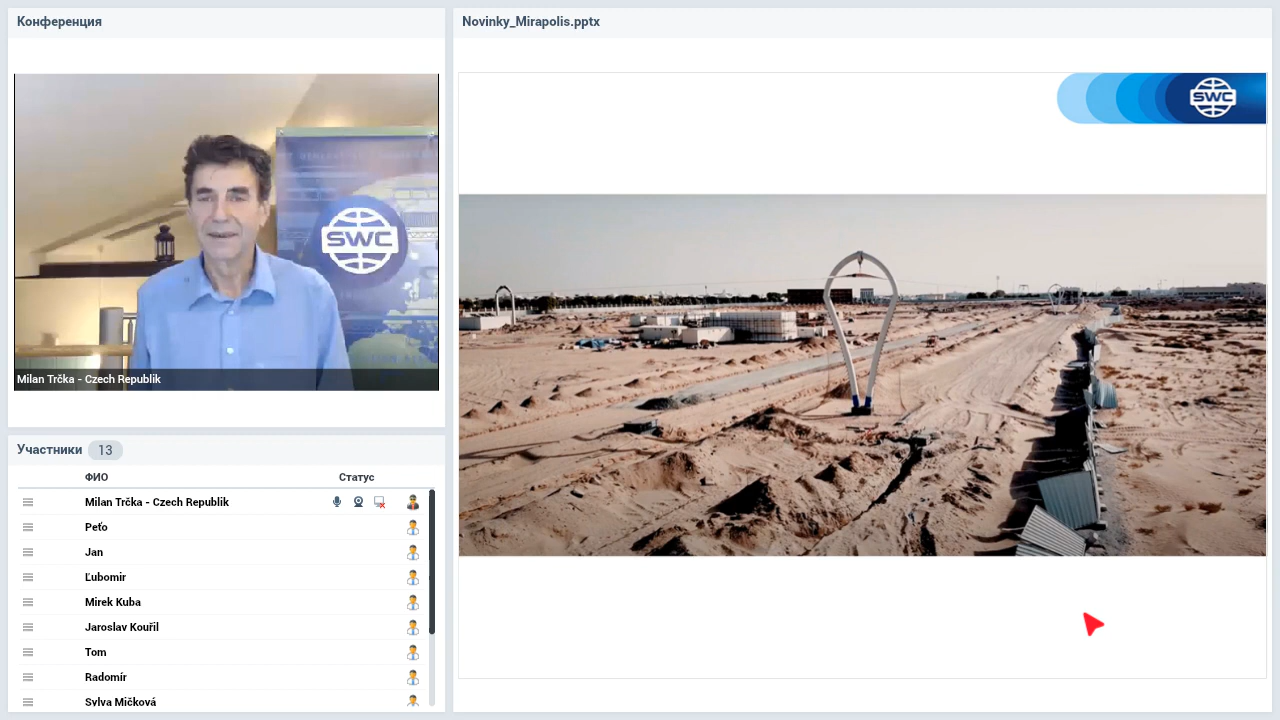 Конференция
Novinky_Mirapolis.pptx
SWC
SWC
Milan Trčka - Czech Republik
Участники 13
ФИО Статус
Milan Trčka - Czech Republik
Peťo
Jan
Ľubomir
Mirek Kuba
Jaroslav Kouřil
Tom
Radomír
Sylva Mičková